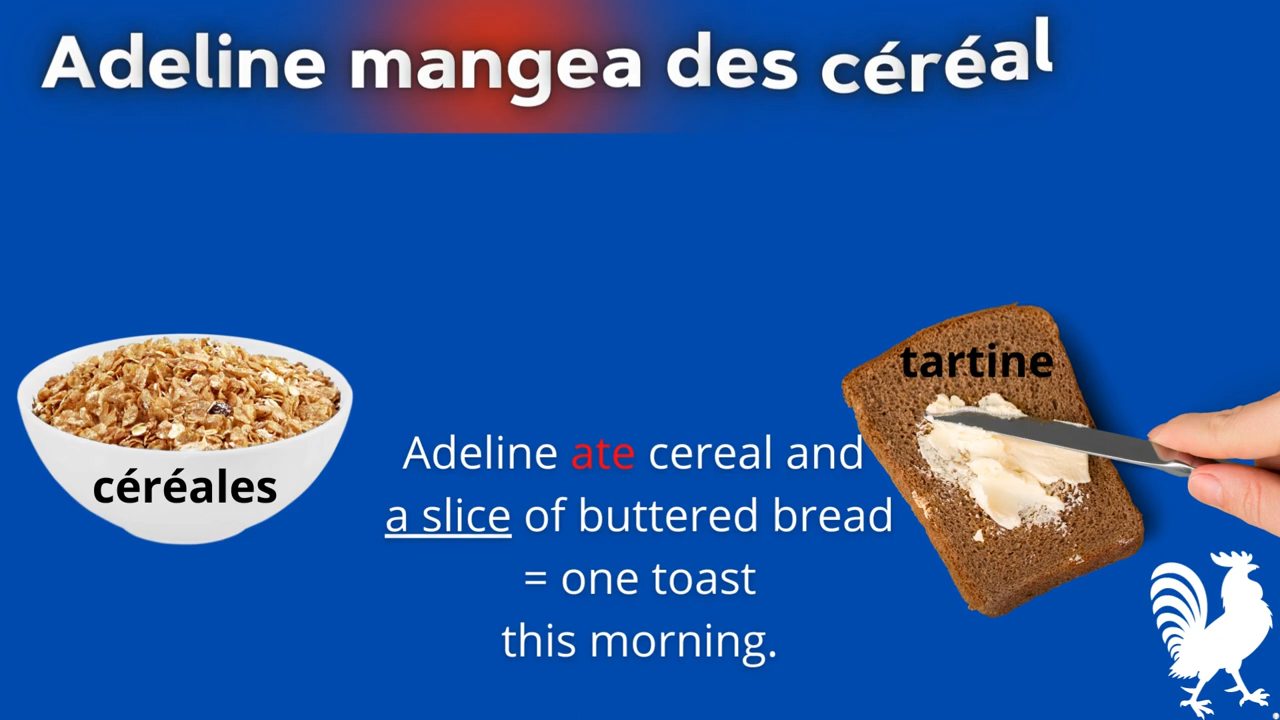 Adeline mangea des céréal
tartine
céréales
Adeline ate cereal and
a slice of buttered bread
= one toast
this morning.